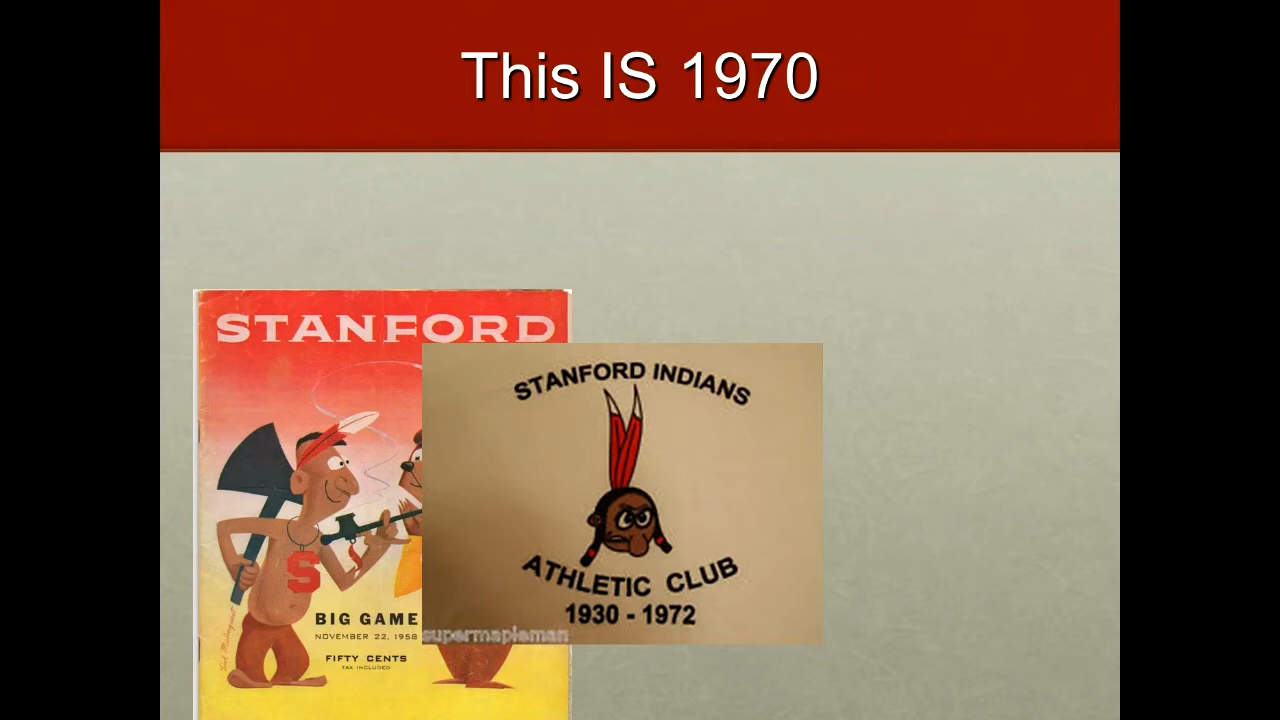 This IS 1970
STANFORD
S
BIG GAME
NOVEMBER 22, 1958
FIFTY CENTS
TAX INCLUDED
STANFORD INDIANS
ATHLETIC CLUB
1930 - 1972
supermapleman